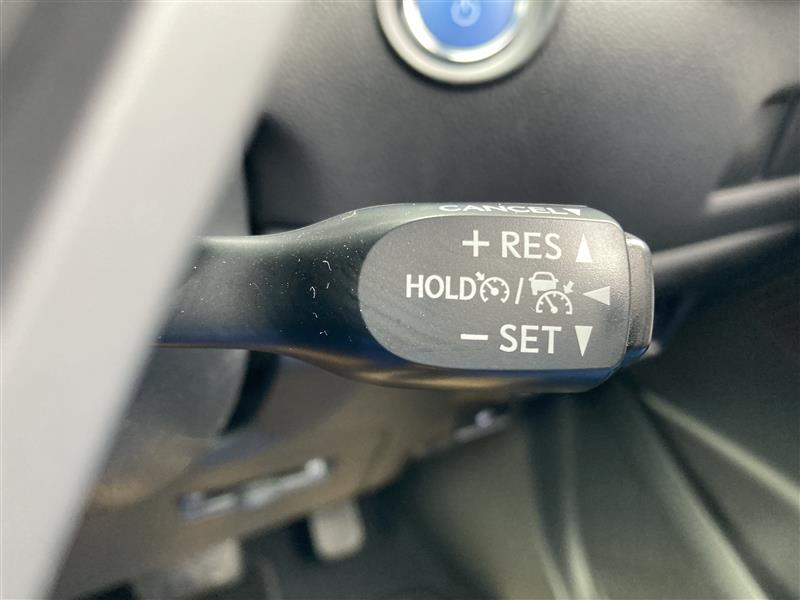 CANCEL
+ RES
HOLD /
− SET